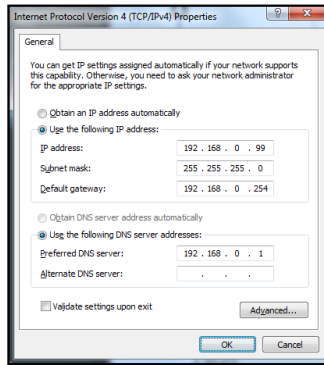 Internet Protocol Version 4 (TCP/IPv4) Properties
General
You can get IP settings assigned automatically if your network supports
this capability. Otherwise, you need to ask your network administrator
for the appropriate IP settings.
Obtain an IP address automatically
Use the following IP address:
IP address: 192 . 168 . 0 . 99
Subnet mask: 255 . 255 . 255 . 0
Default gateway: 192 . 168 . 0 . 254
Obtain DNS server address automatically
Use the following DNS server addresses:
Preferred DNS server: 192 . 168 . 0 . 1
Alternate DNS server: . . .
Validate settings upon exit
Advanced...
OK Cancel